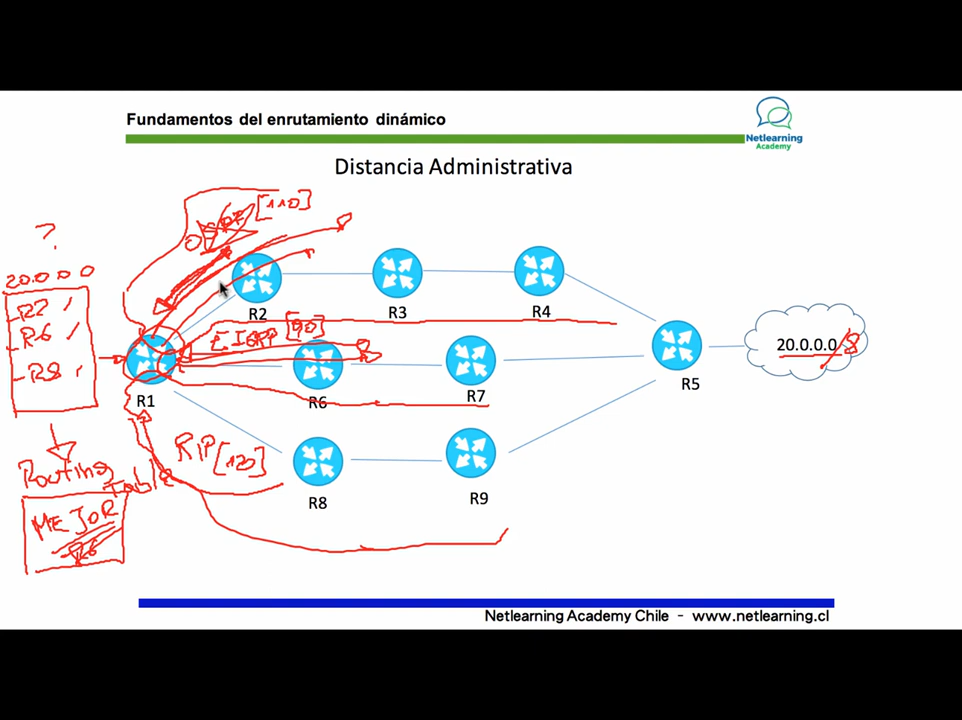 Fundamentos del enrutamiento dinámico
Netlearning
Academy
Distancia Administrativa
[110]
?
20.0.0.0
R2
R6
R8
R2
R3
R4
EIGRP [90]
20.0.0.0/8
R5
R1
R6
R7
RIP [120]
R8
R9
Routing
Table
MEJOR
R6
Netlearning Academy Chile - www.netlearning.cl